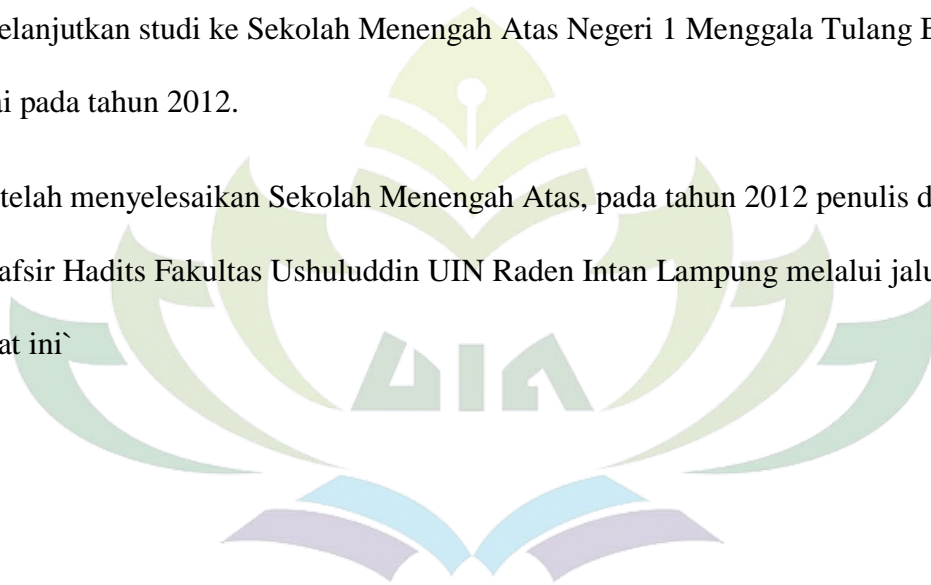 elanjutkan studi ke Sekolah Menengah Atas Negeri 1 Menggala Tulang
i pada tahun 2012.
telah menyelesaikan Sekolah Menengah Atas, pada tahun 2012 penulis d
afsir Hadits Fakultas Ushuluddin UIN Raden Intan Lampung melalui jalu
at ini`
UIN